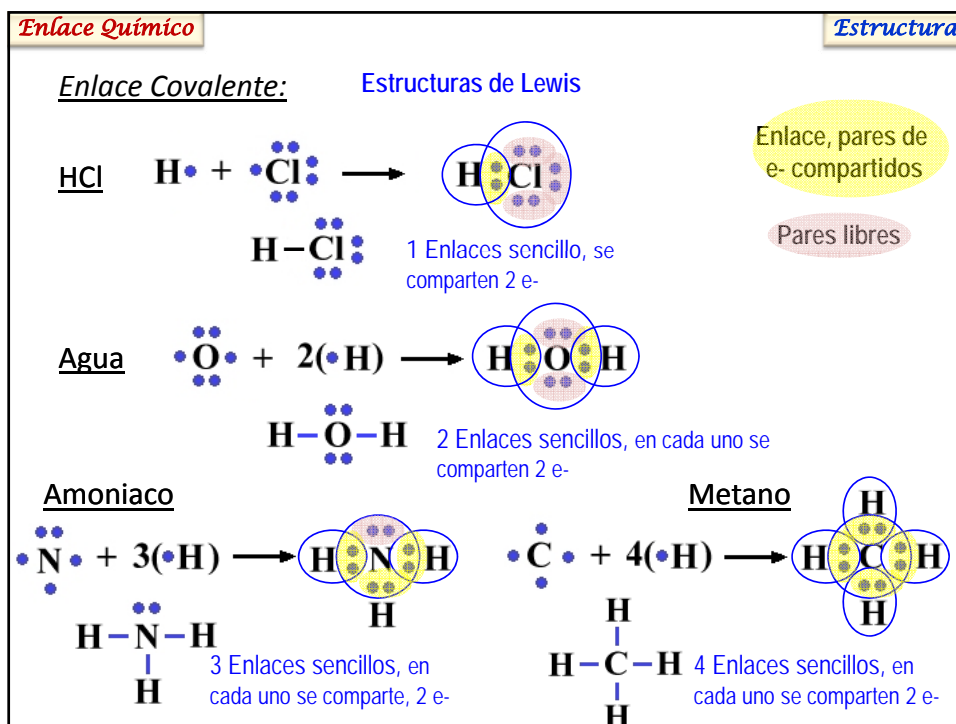 Enlace Químico
Estructura
Enlace Covalente:
Estructuras de Lewis
Enlace, pares de
e- compartidos
Pares libres
HCl
H + Cl H Cl
H – Cl
1 Enlaces sencillo, se
comparten 2 e-
Agua
O + 2( H) H O H
H – O – H
2 Enlaces sencillos, en cada uno se
comparten 2 e-
Amoniaco
N + 3( H) H N H
H
H – N – H
H
3 Enlaces sencillos, en
cada uno se comparte, 2 e-
Metano
H
C + 4( H) H C H
H
H
H – C – H
H
4 Enlaces sencillos, en
cada uno se comparten 2 e-